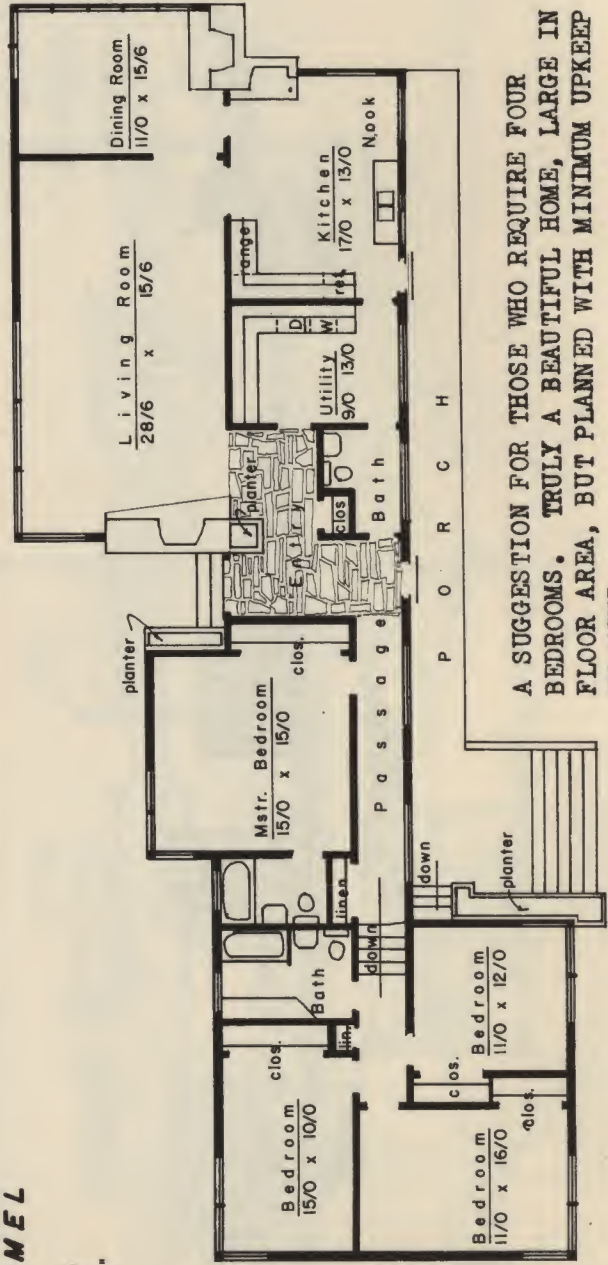 MEL
"
Dining Room
11/0 x 15/6
Living Room
28/6 x 15/6
Nook
Kitchen
17/0 x 13/0
range
ref.
D
W
Utility
9/0 13/0
planter
Entry
clos
Bath
planter
clos.
Mstr. Bedroom
15/0 x 15/0
Passage
PORCH
linen
down
down
planter
Bath
lin.
clos.
Bedroom
15/0 x 10/0
clos.
Bedroom
11/0 x 12/0
clos.
Bedroom
11/0 x 16/0
A SUGGESTION FOR THOSE WHO REQUIRE FOUR
BEDROOMS. TRULY A BEAUTIFUL HOME, LARGE IN
FLOOR AREA, BUT PLANNED WITH MINIMUM UPKEEP